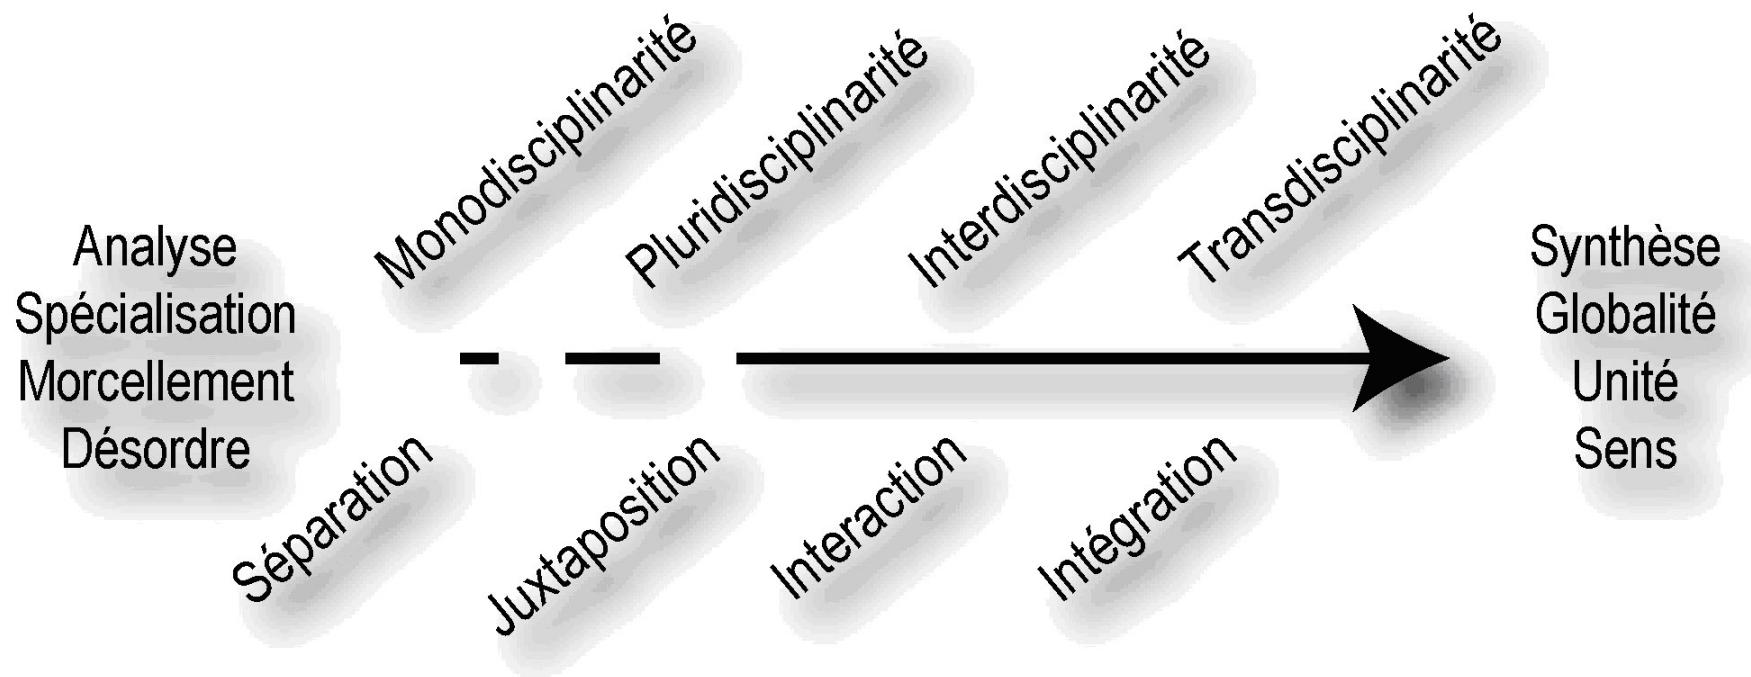 Monodisciplinarité
Pluridisciplinarité
Interdisciplinarité
Transdisciplinarité
Analyse
Spécialisation
Morcellement
Désordre
Synthèse
Globalité
Unité
Sens
Séparation
Juxtaposition
Interaction
Intégration